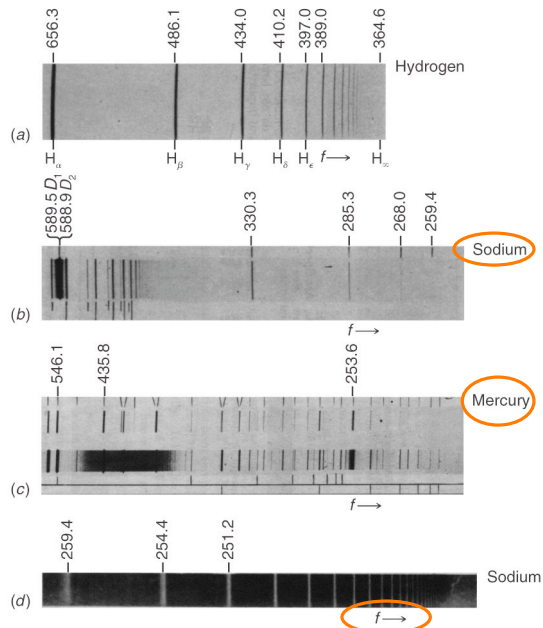 656.3 486.1 434.0 410.2 397.0 389.0 364.6
Hydrogen
(a)
Hα Hβ Hγ Hδ Hϵ f → H∞
{589.5 D₁ 588.9 D₂ 330.3 285.3 268.0 259.4
Sodium
(b)
f →
546.1 435.8 253.6
Mercury
(c)
f →
259.4 254.4 251.2
Sodium
(d)
f →